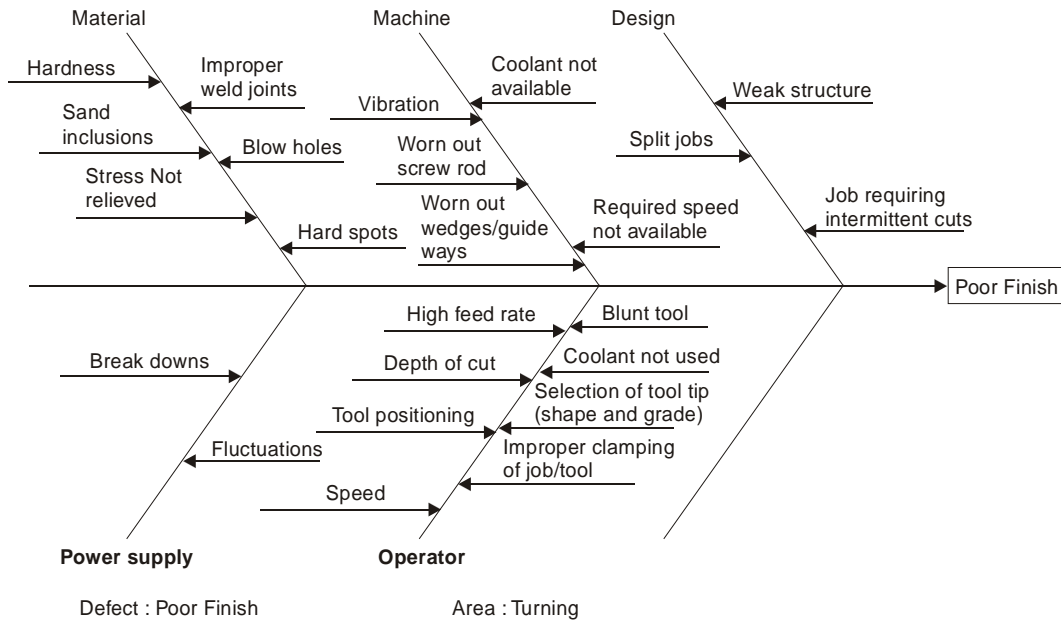 Material
Machine
Design
Hardness
Improper
weld joints
Sand
inclusions
Blow holes
Stress Not
relieved
Hard spots
Coolant not
available
Vibration
Worn out
screw rod
Worn out
wedges/guide
ways
Required speed
not available
Weak structure
Split jobs
Job requiring
intermittent cuts
Poor Finish
Break downs
Fluctuations
High feed rate
Blunt tool
Depth of cut
Coolant not used
Tool positioning
Selection of tool tip
(shape and grade)
Improper clamping
of job/tool
Speed
Power supply
Operator
Defect : Poor Finish
Area : Turning